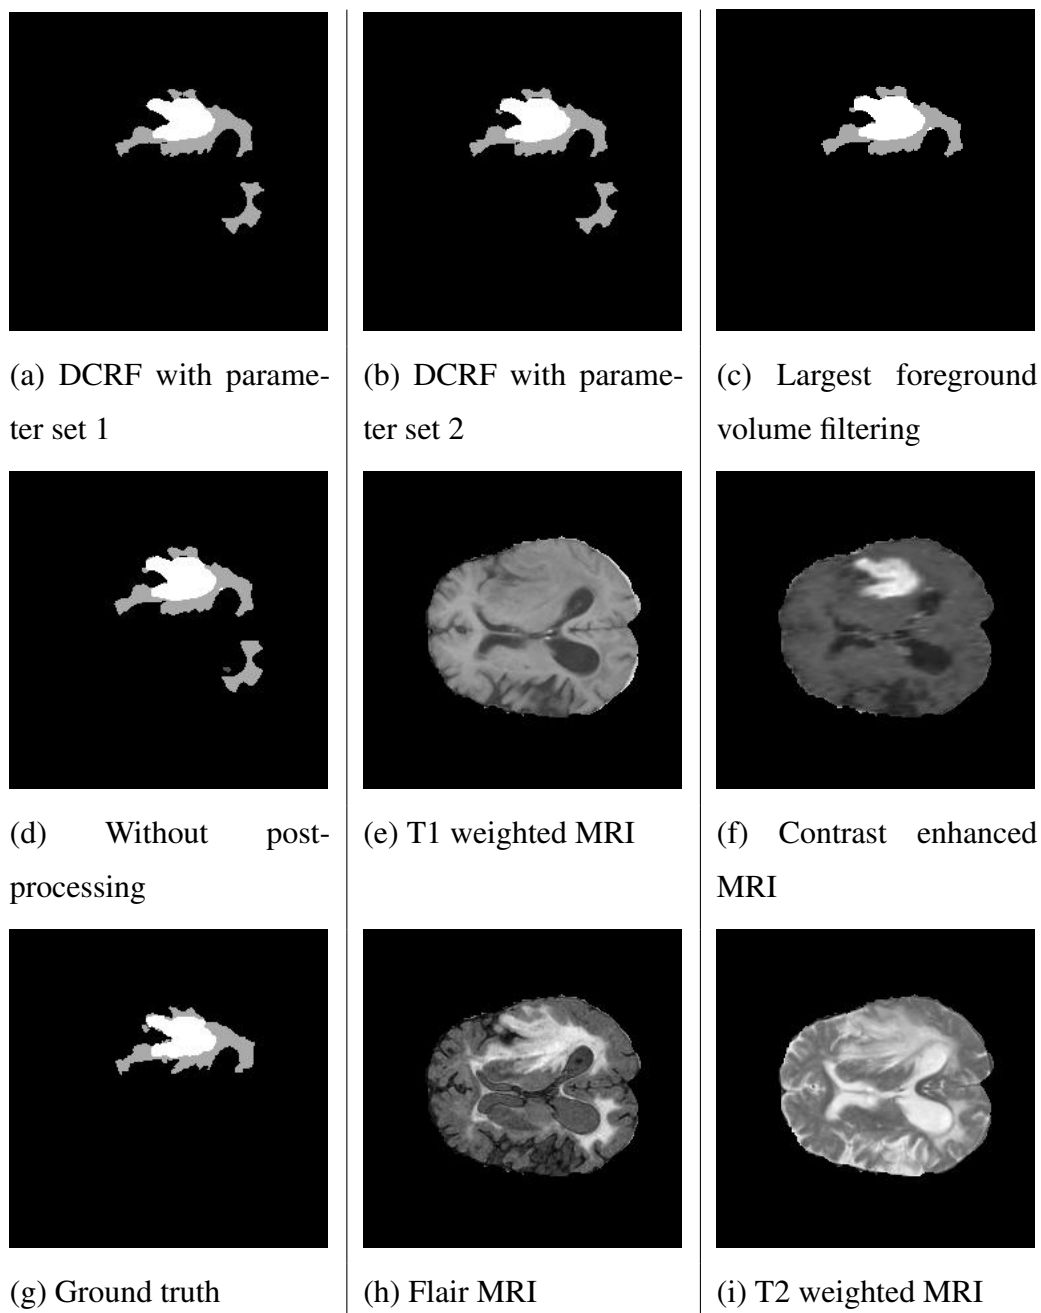 (a) DCRF with parame-
ter set 1
(b) DCRF with parame-
ter set 2
(c) Largest foreground
volume filtering
(d) Without post-
processing
(e) T1 weighted MRI
(f) Contrast enhanced
MRI
(g) Ground truth
(h) Flair MRI
(i) T2 weighted MRI